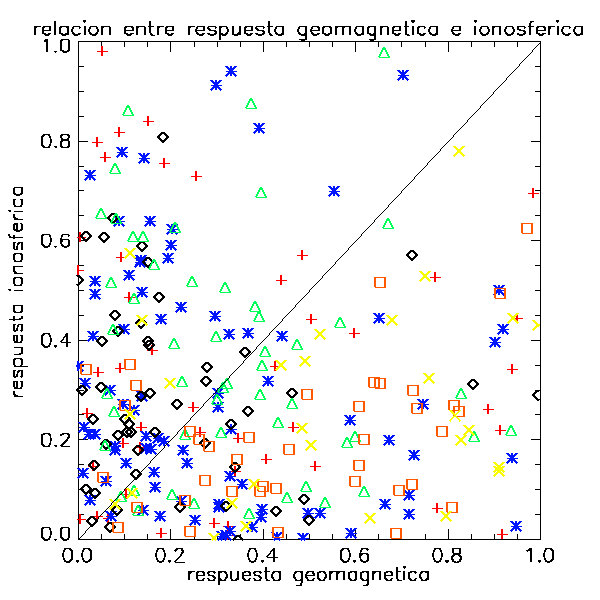 relacion entre respuesta geomagnetica e ionosferica
1.0
0.8
0.6
0.4
0.2
0.0
respuesta ionosferica
0.0 0.2 0.4 0.6 0.8 1.0
respuesta geomagnetica